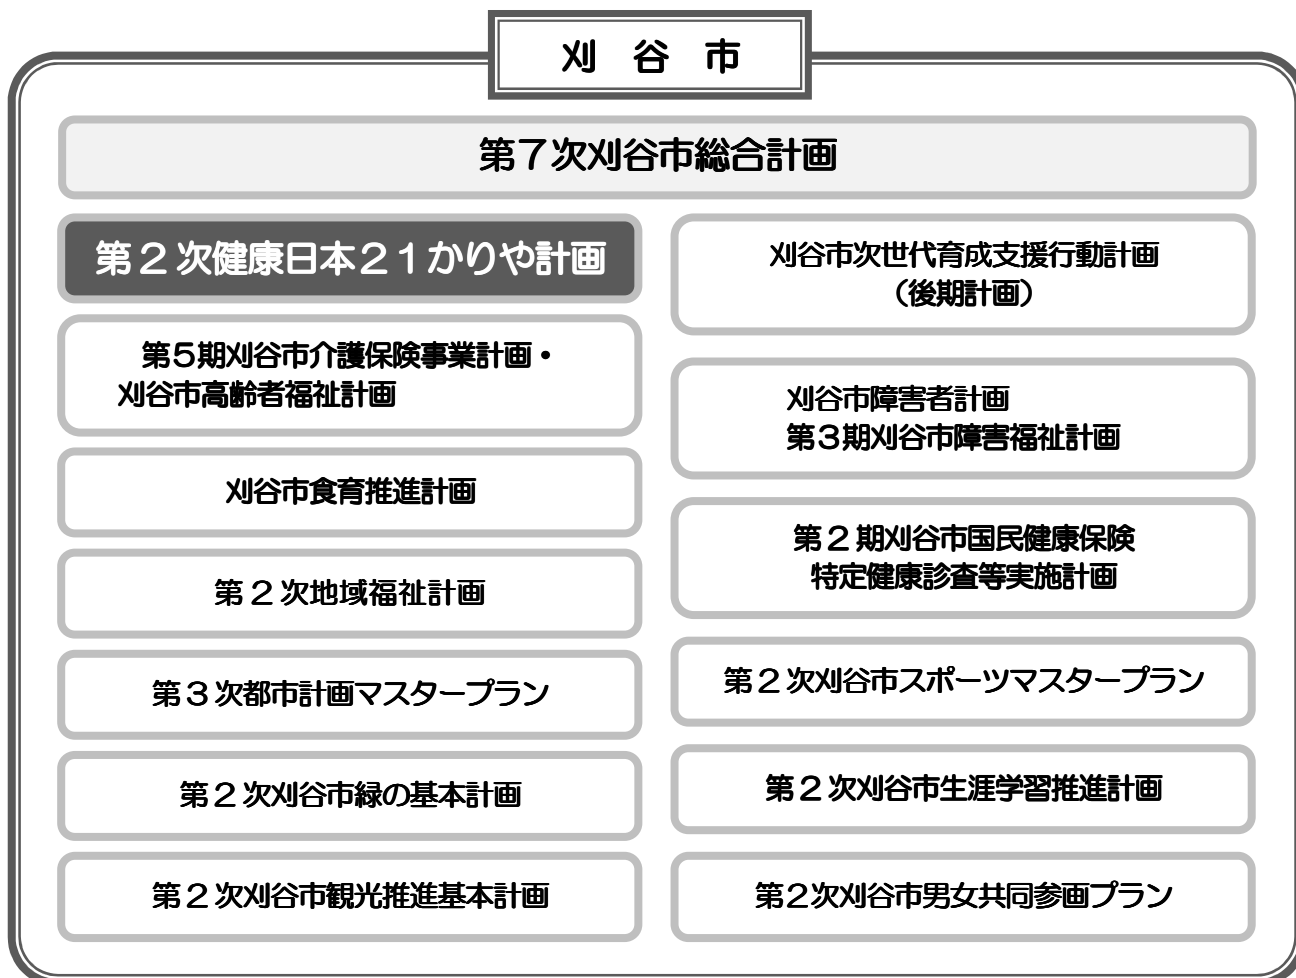 刈 谷 市
第７次刈谷市総合計画
第２次健康日本２１かりや計画
第５期刈谷市介護保険事業計画・
刈谷市高齢者福祉計画
刈谷市食育推進計画
第２次地域福祉計画
第３次都市計画マスタープラン
第２次刈谷市緑の基本計画
第２次刈谷市観光推進基本計画
刈谷市次世代育成支援行動計画
（後期計画）
刈谷市障害者計画
第３期刈谷市障害福祉計画
第２期刈谷市国民健康保険
特定健康診査等実施計画
第２次刈谷市スポーツマスタープラン
第２次刈谷市生涯学習推進計画
第２次刈谷市男女共同参画プラン